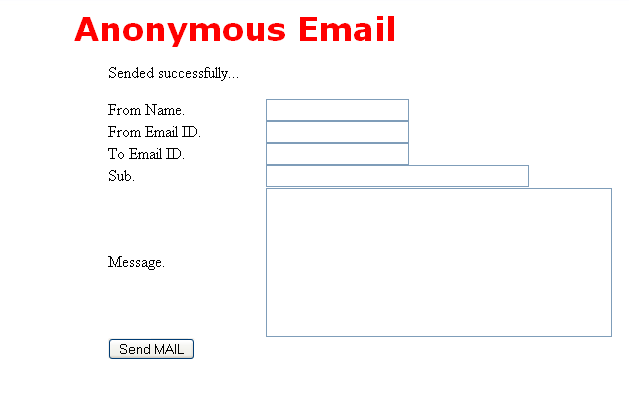 Anonymous Email
Sended successfully...
From Name.
From Email ID.
To Email ID.
Sub.
Message.
Send MAIL